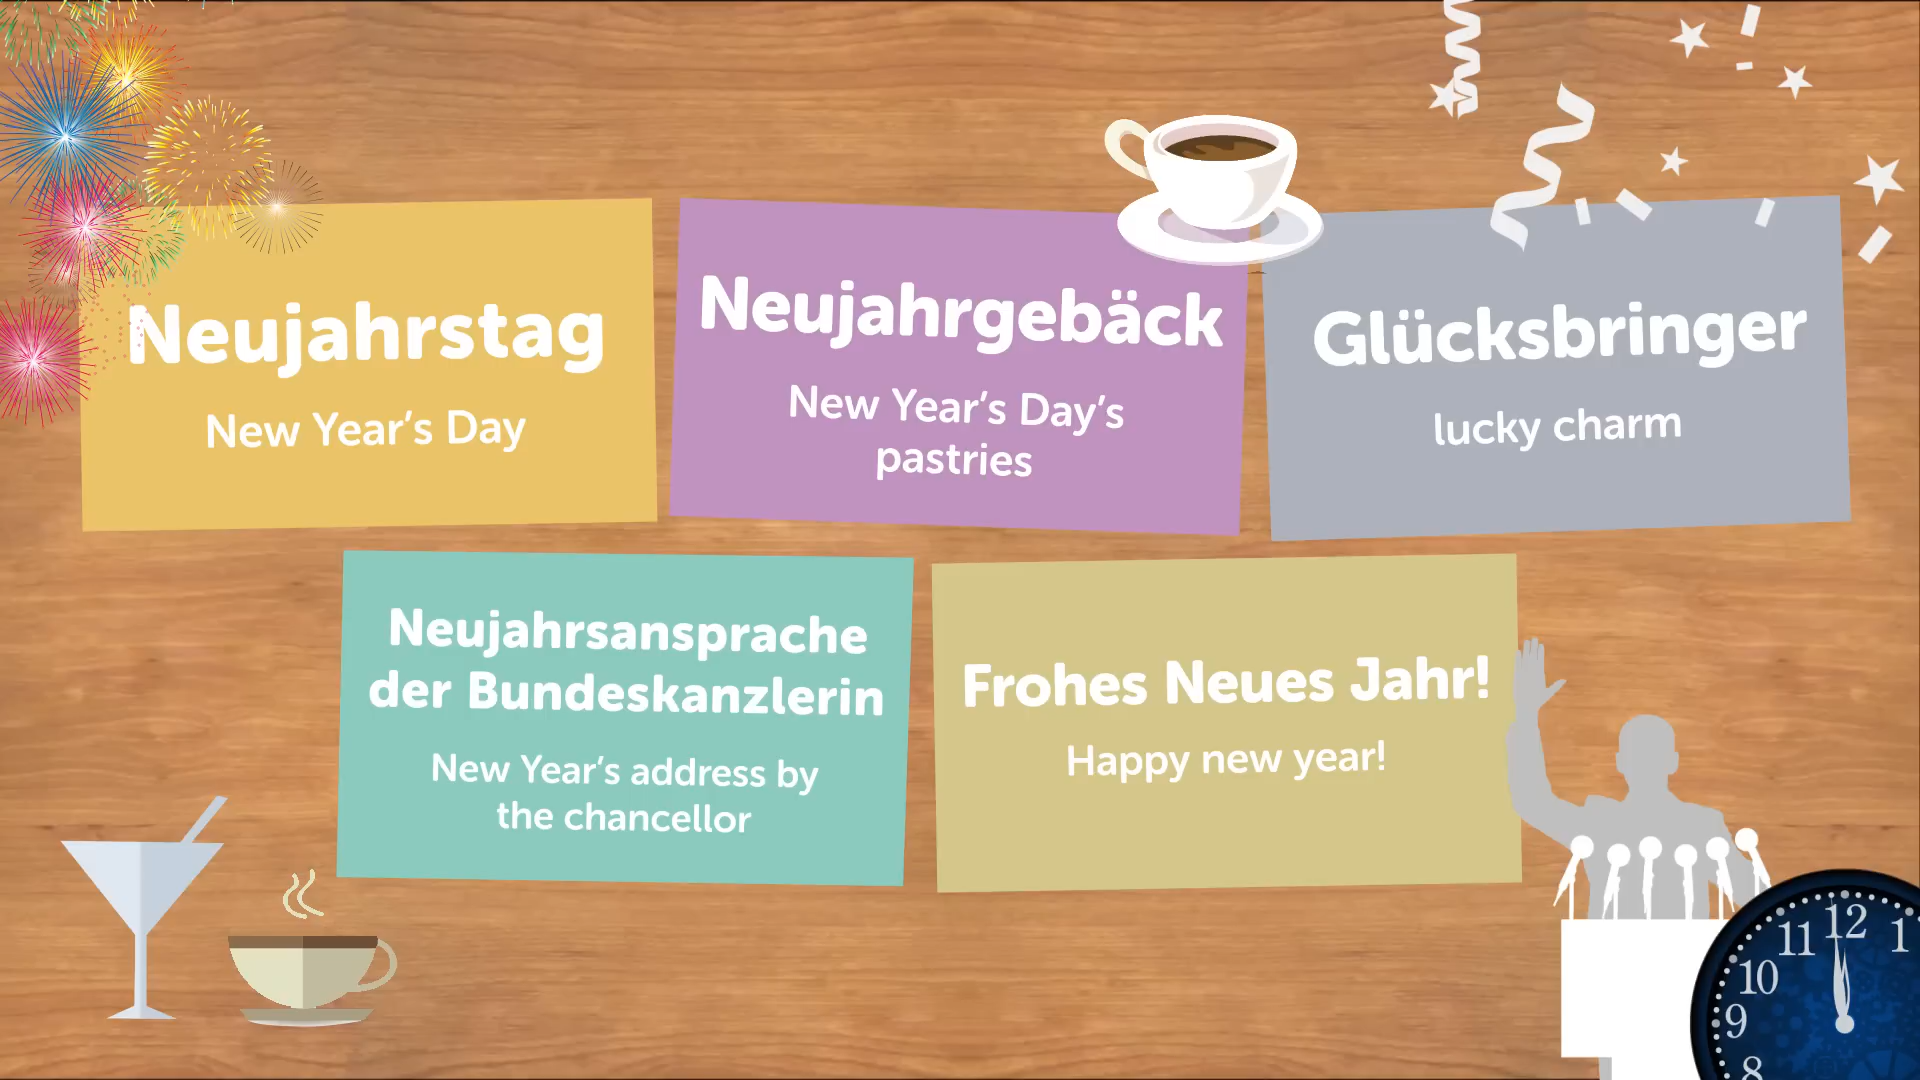 Neujahrstag
New Year's Day
Neujahrgebäck
New Year's Day's
pastries
Glücksbringer
lucky charm
Neujahrsansprache
der Bundeskanzlerin
New Year's address by
the chancellor
Frohes Neues Jahr!
Happy new year!
12
11
1
10
9
8